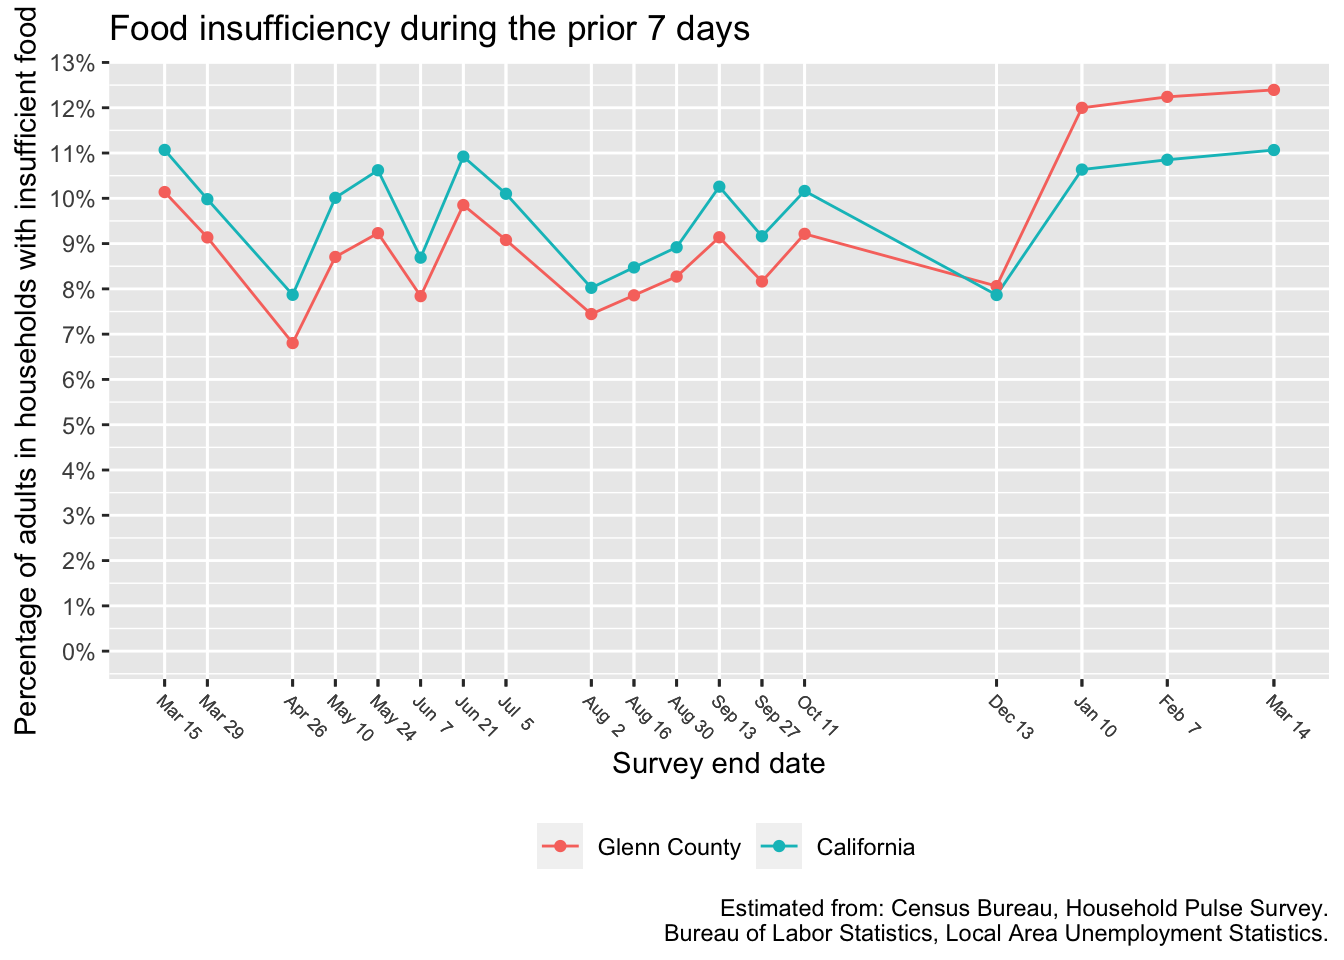 Food insufficiency during the prior 7 days
Percentage of adults in households with insufficient food
13%
12%
11%
10%
9%
8%
7%
6%
5%
4%
3%
2%
1%
0%
Mar 15
Mar 29
Apr 26
May 10
May 24
Jun 7
Jun 21
Jul 5
Aug 2
Aug 16
Aug 30
Sep 13
Sep 27
Oct 11
Dec 13
Jan 10
Feb 7
Mar 14
Survey end date
Glenn County
California
Estimated from: Census Bureau, Household Pulse Survey.
Bureau of Labor Statistics, Local Area Unemployment Statistics.